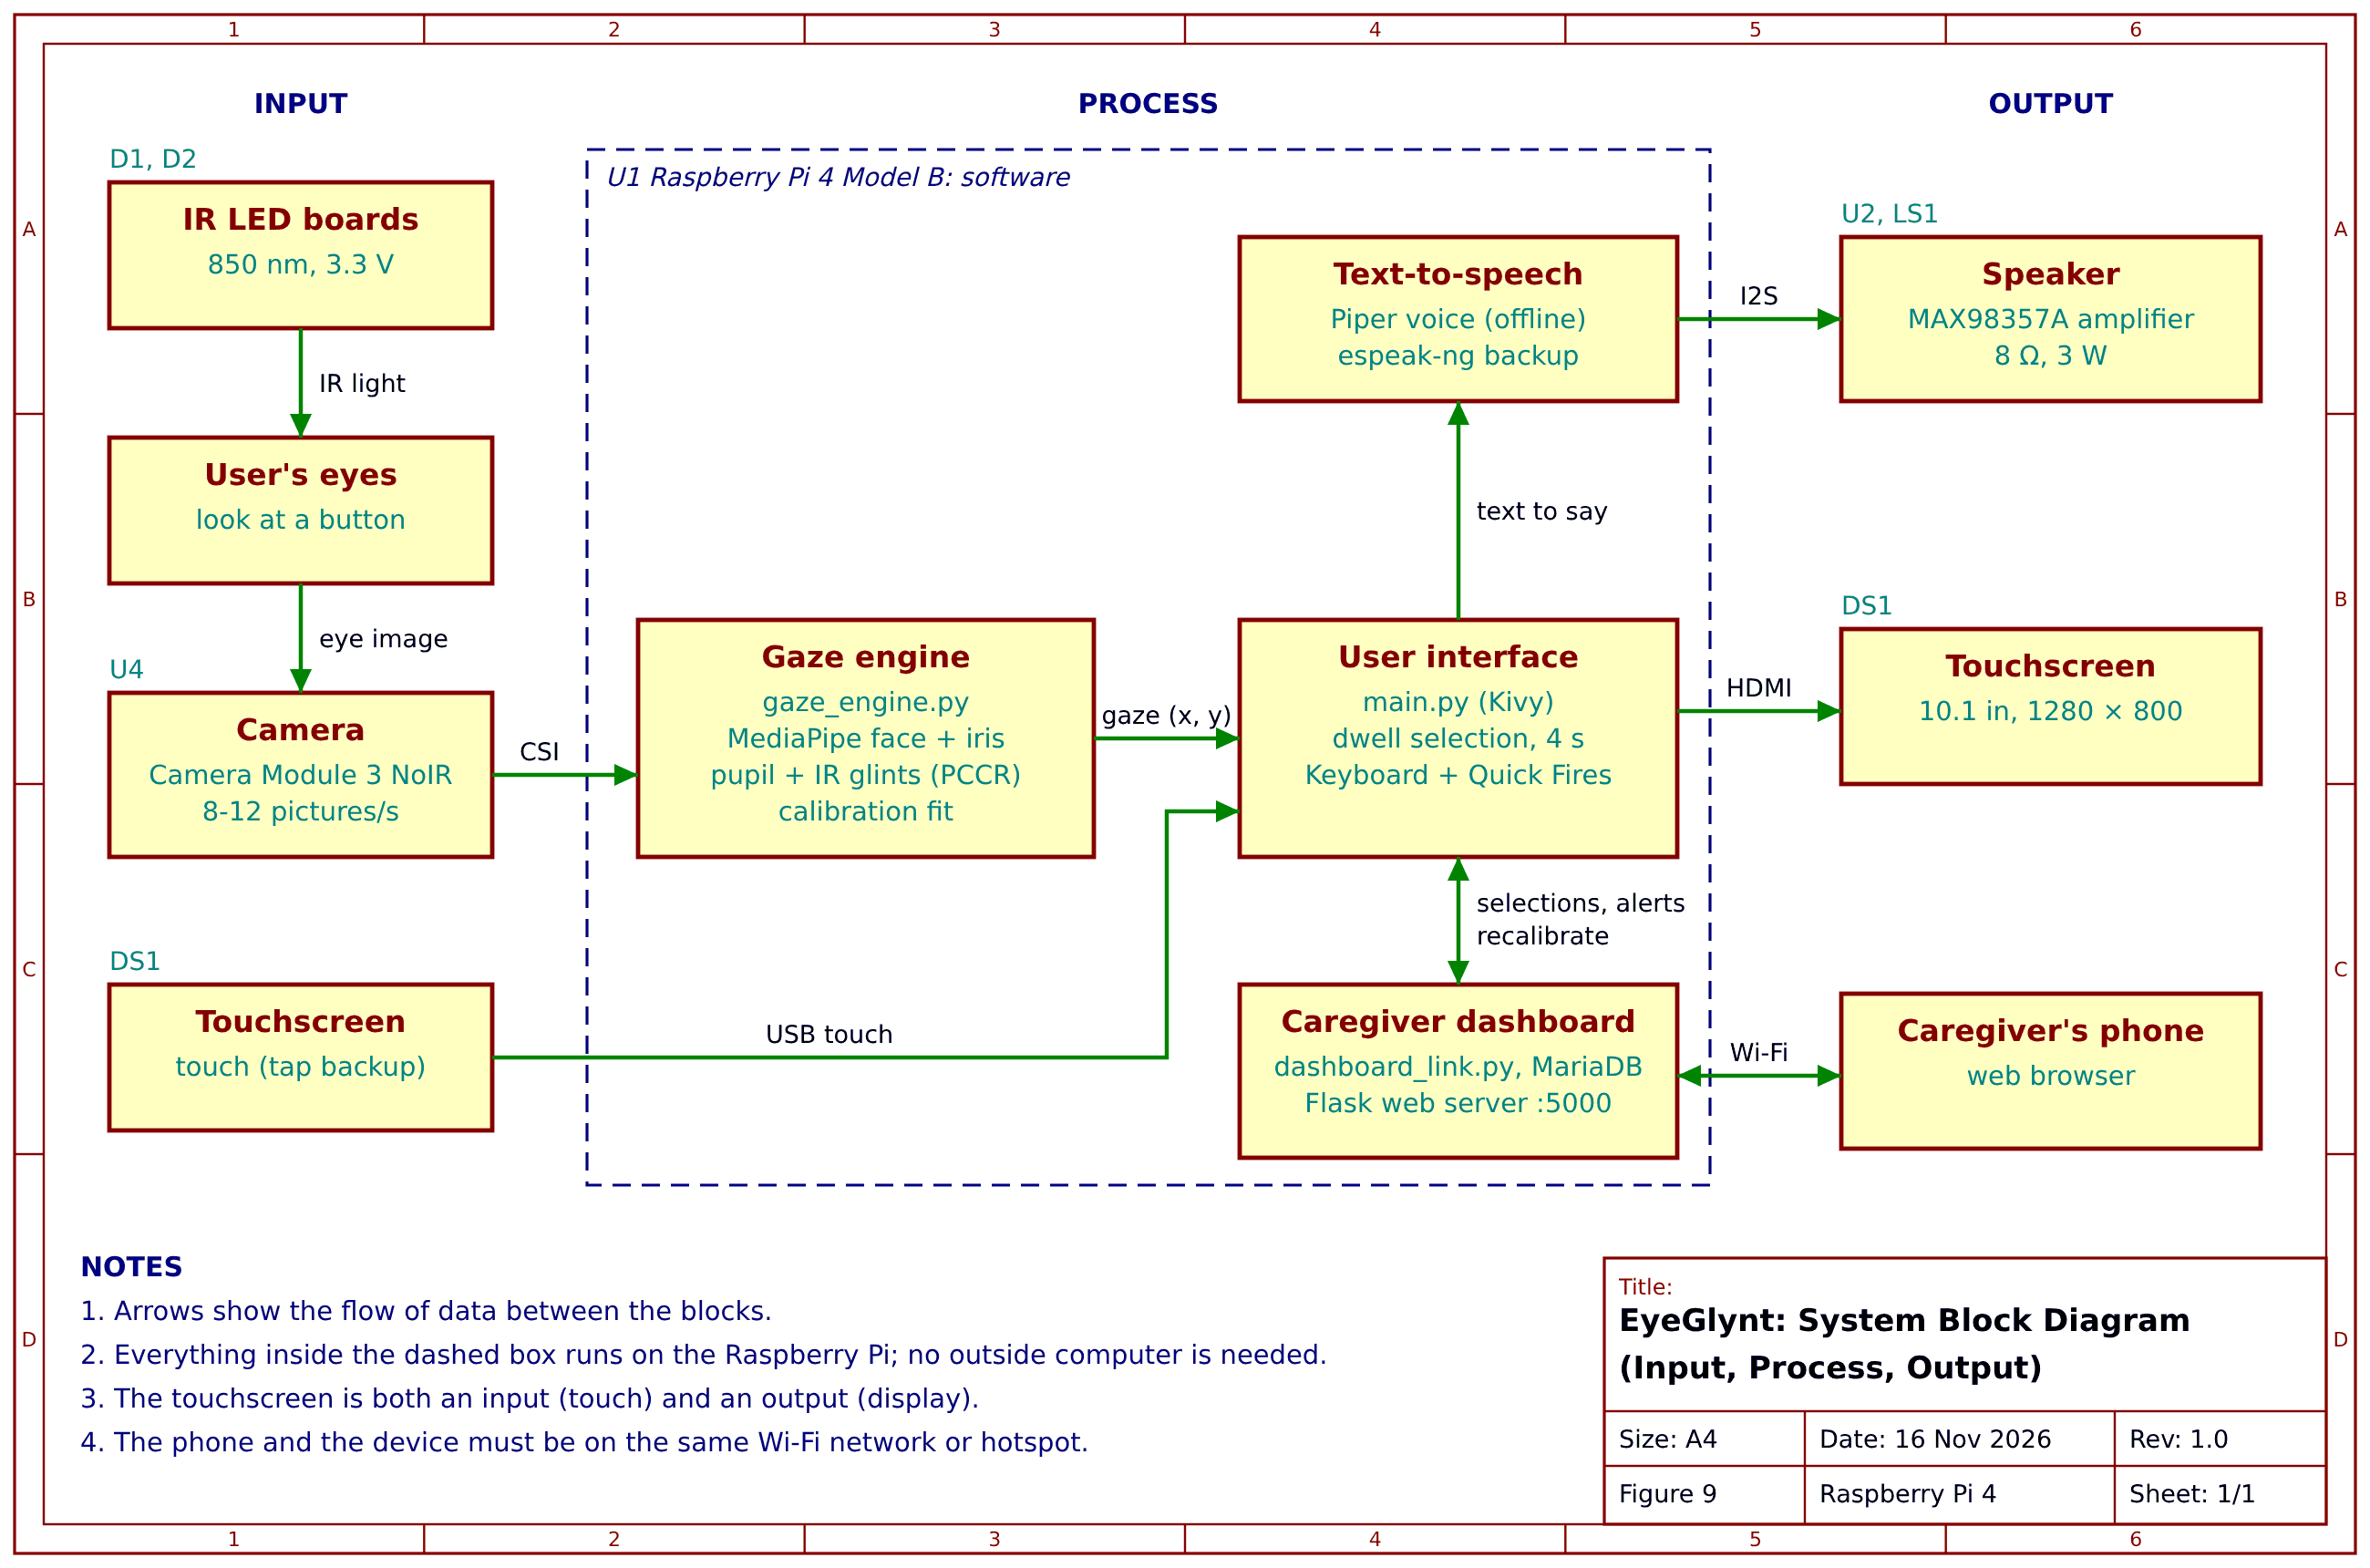 1 2 3 4 5 6
INPUT
PROCESS
OUTPUT
A
B
C
D
D1, D2
IR LED boards
850 nm, 3.3 V
IR light
User's eyes
look at a button
eye image
U4
Camera
Camera Module 3 NoIR
8-12 pictures/s
CSI
DS1
Touchscreen
touch (tap backup)
USB touch
U1 Raspberry Pi 4 Model B: software
Gaze engine
gaze_engine.py
MediaPipe face + iris
pupil + IR glints (PCCR)
calibration fit
gaze (x, y)
Text-to-speech
Piper voice (offline)
espeak-ng backup
text to say
User interface
main.py (Kivy)
dwell selection, 4 s
Keyboard + Quick Fires
selections, alerts
recalibrate
Caregiver dashboard
dashboard_link.py, MariaDB
Flask web server :5000
I2S
HDMI
Wi-Fi
U2, LS1
Speaker
MAX98357A amplifier
8 Ω, 3 W
DS1
Touchscreen
10.1 in, 1280 × 800
Caregiver's phone
web browser
A
B
C
D
NOTES
1. Arrows show the flow of data between the blocks.
2. Everything inside the dashed box runs on the Raspberry Pi; no outside computer is needed.
3. The touchscreen is both an input (touch) and an output (display).
4. The phone and the device must be on the same Wi-Fi network or hotspot.
Title:
EyeGlynt: System Block Diagram
(Input, Process, Output)
Size: A4
Date: 16 Nov 2026
Rev: 1.0
Figure 9
Raspberry Pi 4
Sheet: 1/1
1 2 3 4 5 6